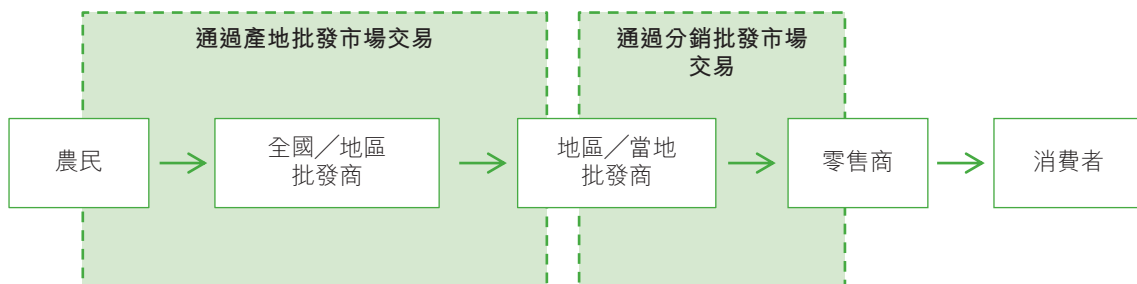 通過產地批發市場交易
通過分銷批發市場
交易
農民
全國／地區
批發商
地區／當地
批發商
零售商
消費者